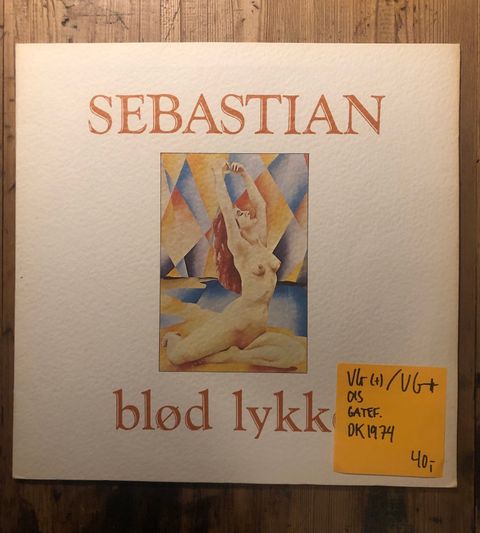 SEBASTIAN
blød lykke
VG(+)/VG+
OIS
GATEF.
DK 1974
40,-